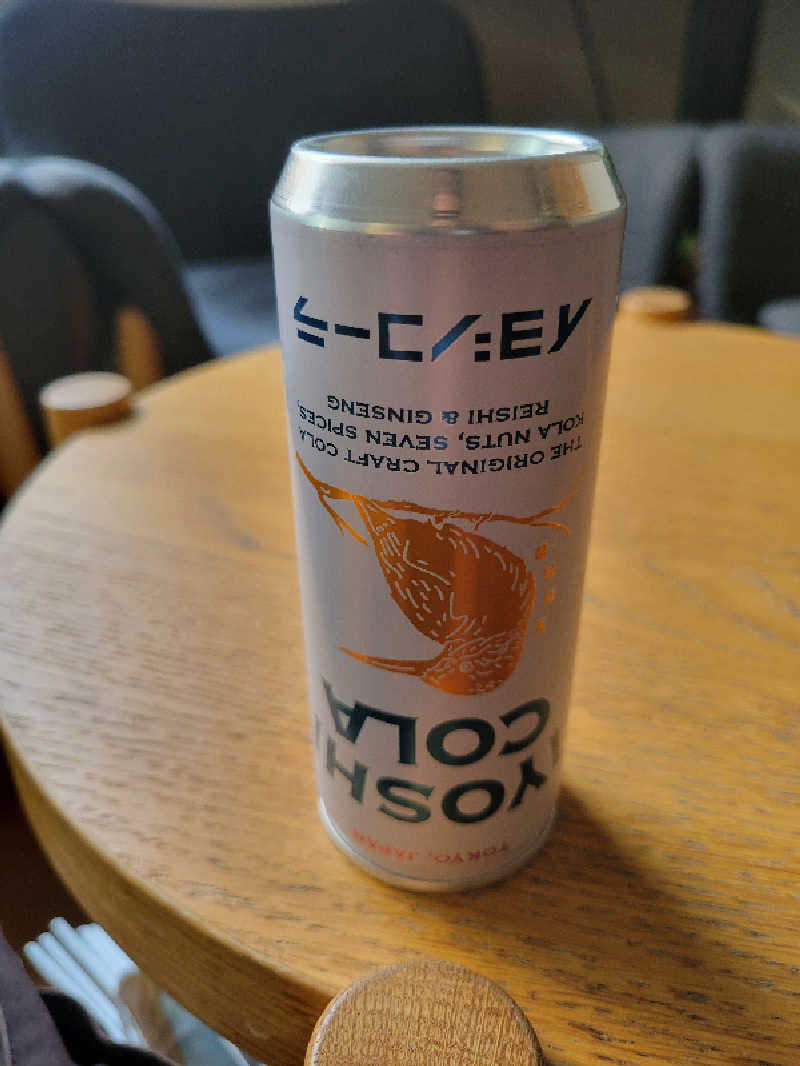 TOKYO, JAPAN
IYOSHI
COLA
THE ORIGINAL CRAFT COLA
KOLA NUTS, SEVEN SPICES,
REISHI & GINSENG
イヨシコーラ